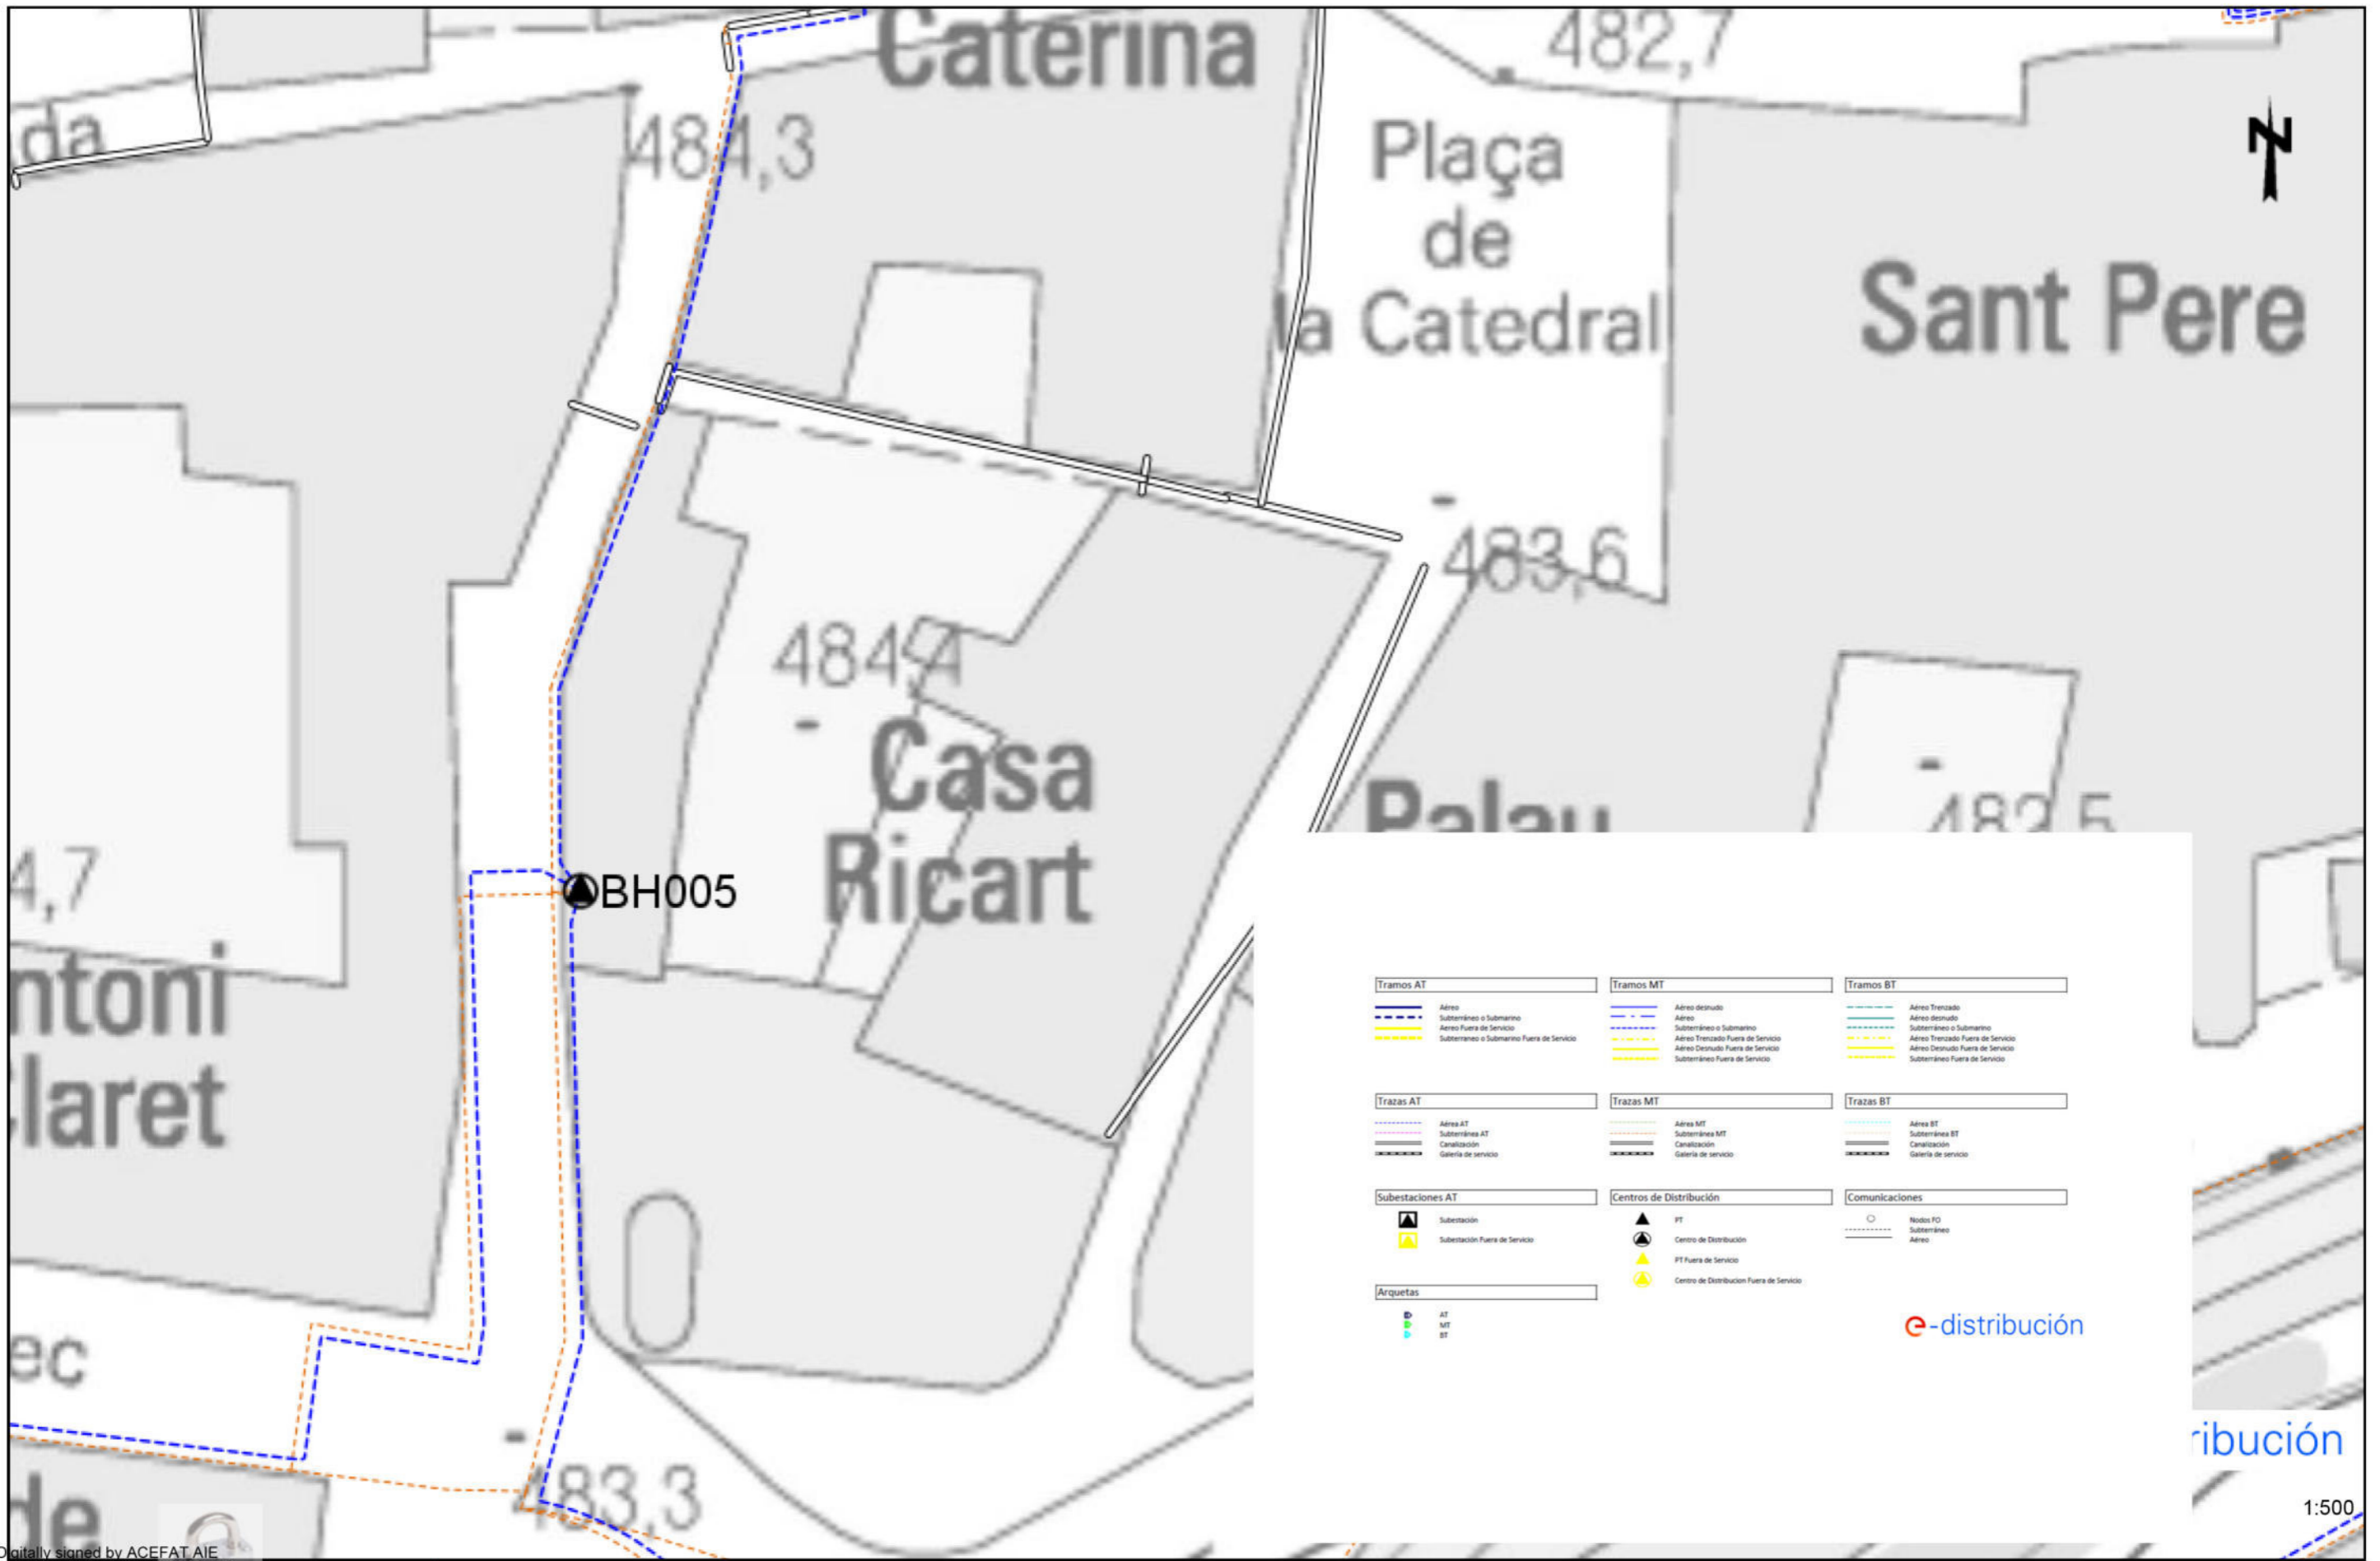 Caterina
482,7
da
484,3
Plaça
de
la Catedral
N
Sant Pere
483,6
484,4
Casa
Ricart
Palau
482,5
4,7
BH005
ntoni
laret
ec
483,3
de
Tramos AT
Aéreo
Subterráneo o Submarino
Aereo Fuera de Servicio
Subterraneo o Submarino Fuera de Servicio
Tramos MT
Aéreo desnudo
Aéreo
Subterráneo o Submarino
Aéreo Trenzado Fuera de Servicio
Aéreo Desnudo Fuera de Servicio
Subterráneo Fuera de Servicio
Tramos BT
Aéreo Trenzado
Aéreo desnudo
Subterráneo o Submarino
Aéreo Trenzado Fuera de Servicio
Aéreo Desnudo Fuera de Servicio
Subterráneo Fuera de Servicio
Trazas AT
Aérea AT
Subterránea AT
Canalización
Galería de servicio
Trazas MT
Aérea MT
Subterránea MT
Canalización
Galería de servicio
Trazas BT
Aérea BT
Subterránea BT
Canalización
Galería de servicio
Subestaciones AT
Subestación
Subestación Fuera de Servicio
Centros de Distribución
PT
Centro de Distribución
PT Fuera de Servicio
Centro de Distribucion Fuera de Servicio
Comunicaciones
Nodos FO
Subterráneo
Aéreo
Arquetas
AT
MT
BT
e-distribución
ribución
1:500
Digitally signed by ACEFAT AIE